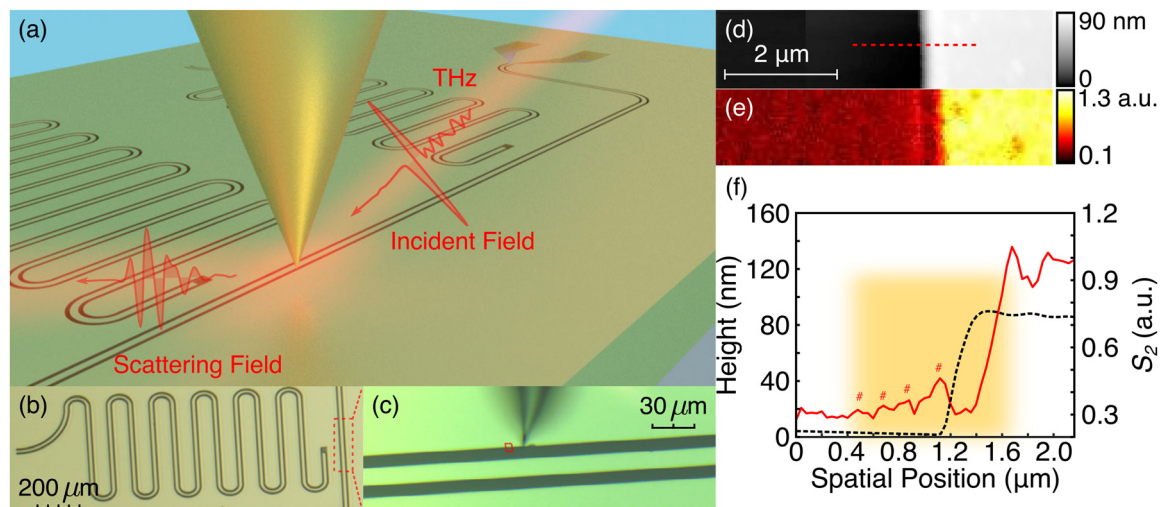 (a)
THz
Incident Field
Scattering Field
(b)
200 μm
(c)
30 μm
(d)
2 μm
90 nm
0
(e)
1.3 a.u.
0.1
(f)
160
120
80
40
0
Height (nm)
# # # #
1.2
0.9
0.6
0.3
S2 (a.u.)
0 0.4 0.8 1.2 1.6 2.0
Spatial Position (μm)